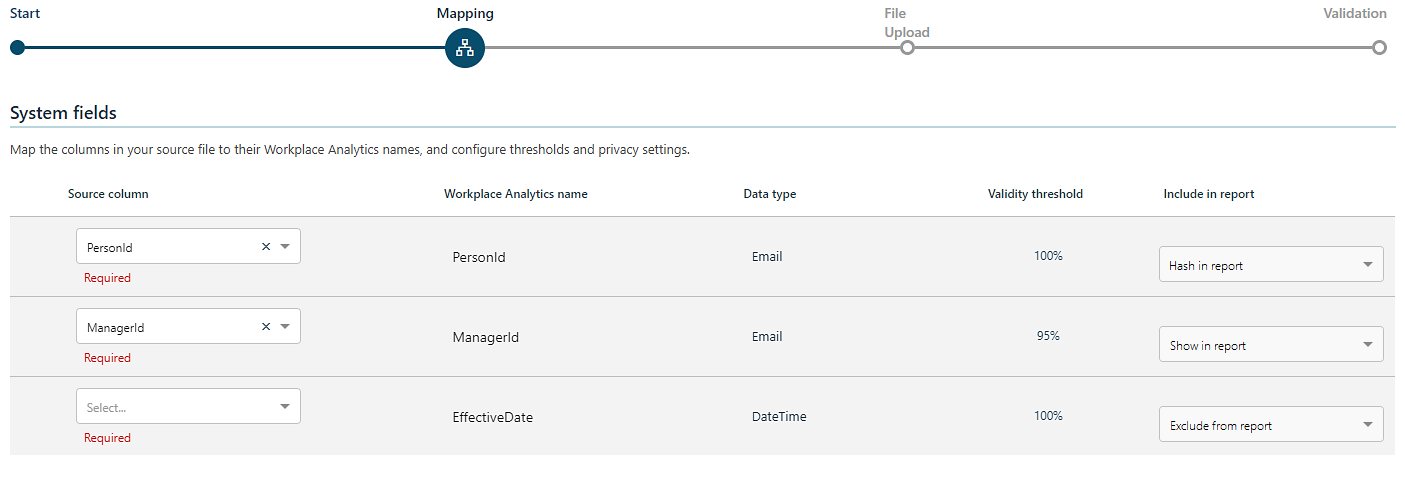 Start
Mapping
File
Upload
Validation
System fields
Map the columns in your source file to their Workplace Analytics names, and configure thresholds and privacy settings.
Source column Workplace Analytics name Data type Validity threshold Include in report
PersonId PersonId Email 100% Hash in report
Required
ManagerId ManagerId Email 95% Show in report
Required
Select... EffectiveDate DateTime 100% Exclude from report
Required